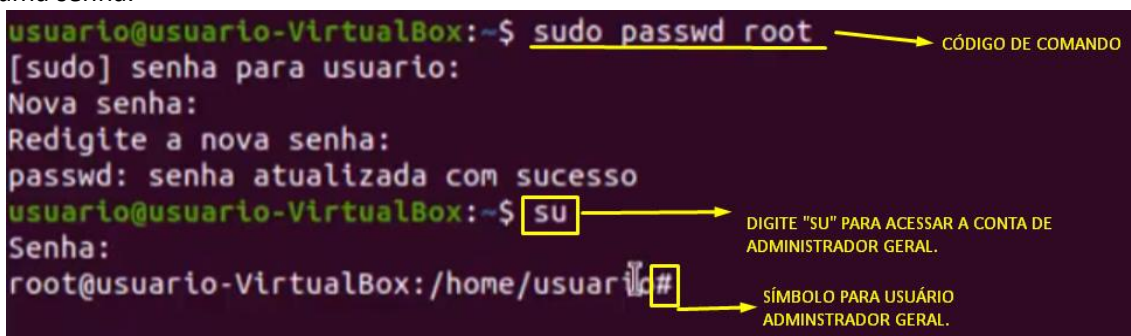 uma senha:
usuario@usuario-VirtualBox:~$ sudo passwd root
CÓDIGO DE COMANDO
[sudo] senha para usuario:
Nova senha:
Redigite a nova senha:
passwd: senha atualizada com sucesso
usuario@usuario-VirtualBox:~$ su
DIGITE "SU" PARA ACESSAR A CONTA DE
ADMINISTRADOR GERAL.
Senha:
root@usuario-VirtualBox:/home/usuario#
SÍMBOLO PARA USUÁRIO
ADMINSTRADOR GERAL.